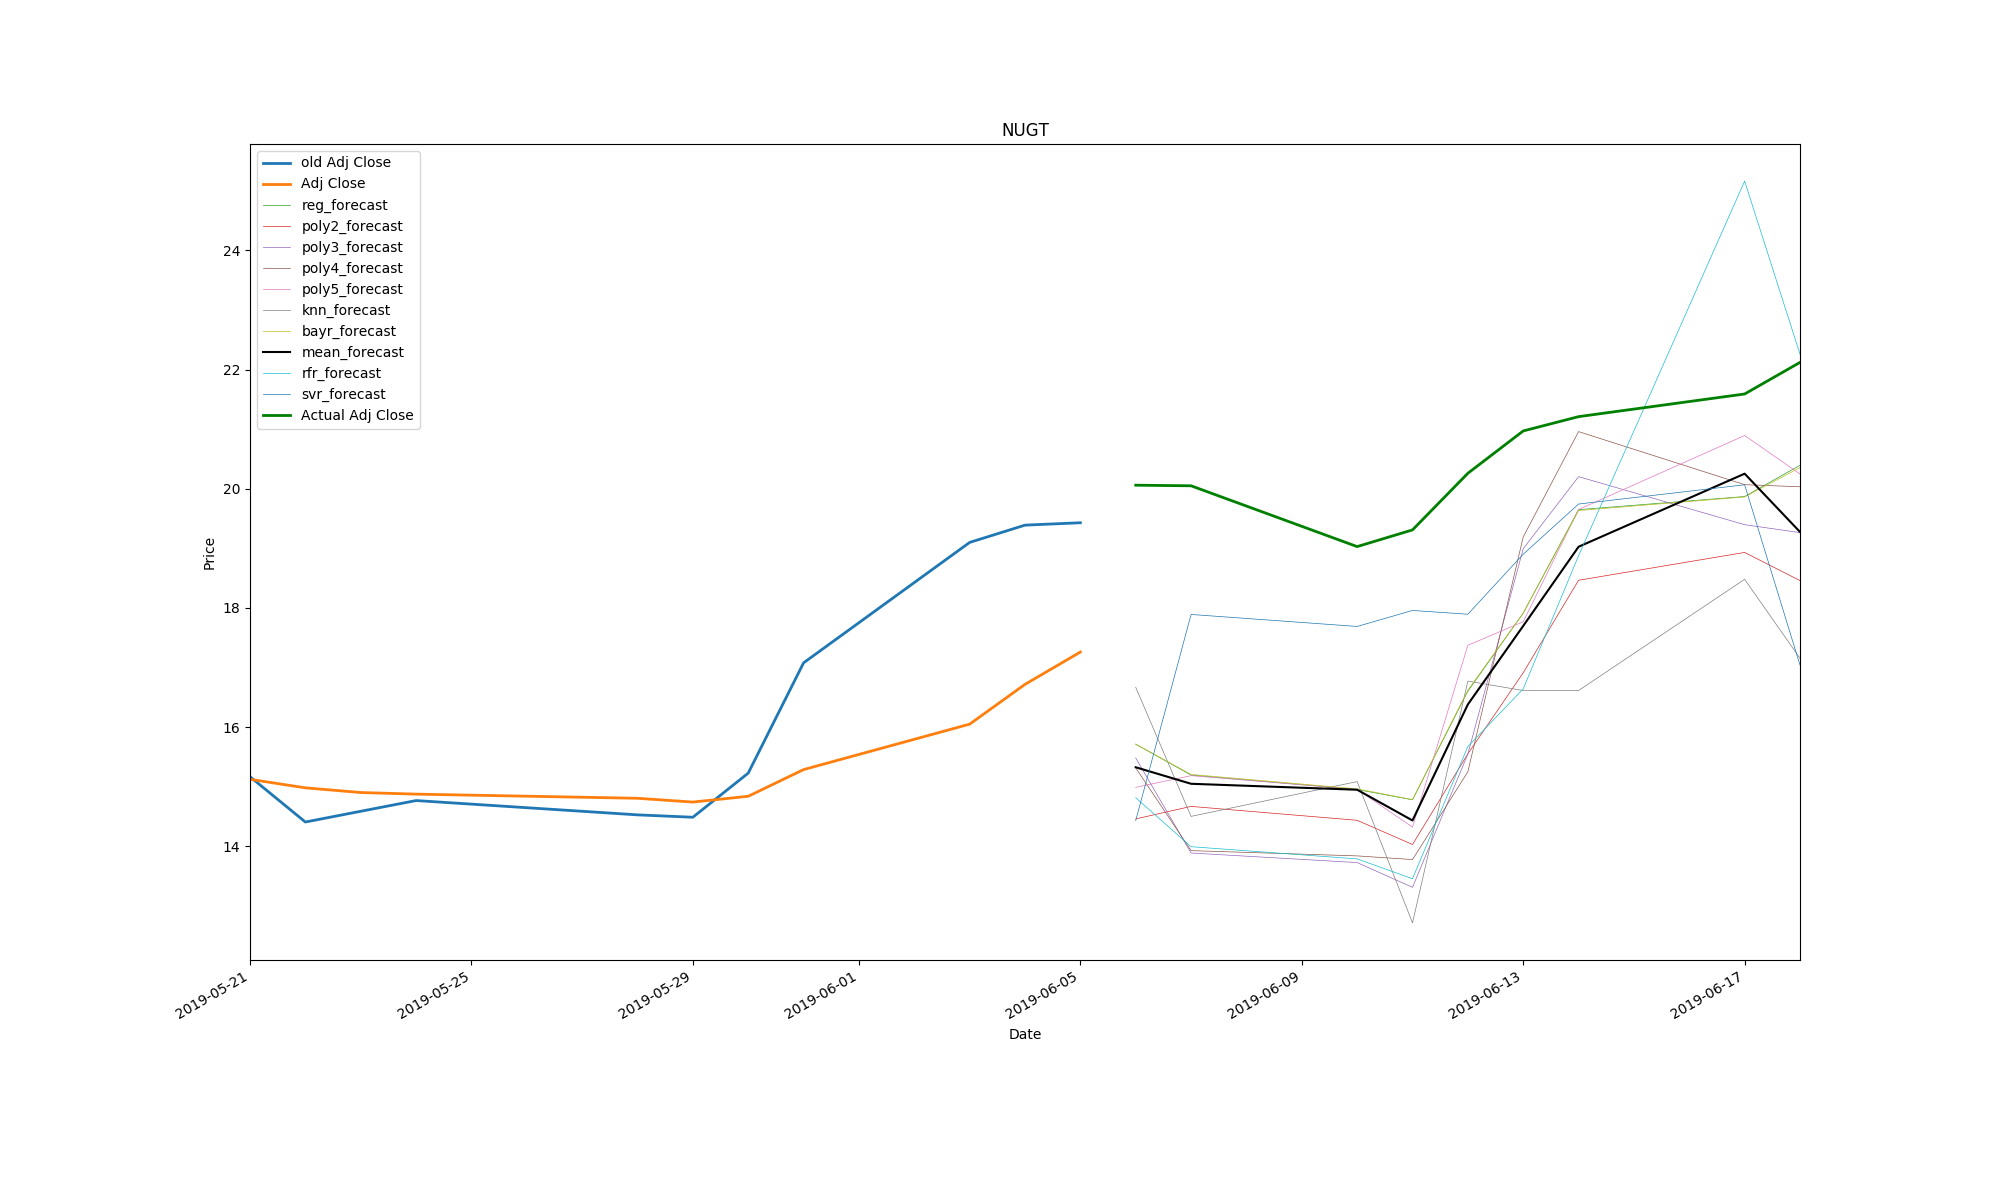 NUGT
old Adj Close
Adj Close
reg_forecast
poly2_forecast
poly3_forecast
poly4_forecast
poly5_forecast
knn_forecast
bayr_forecast
mean_forecast
rfr_forecast
svr_forecast
Actual Adj Close
Price
24
22
20
18
16
14
2019-05-21
2019-05-25
2019-05-29
2019-06-01
2019-06-05
2019-06-09
2019-06-13
2019-06-17
Date